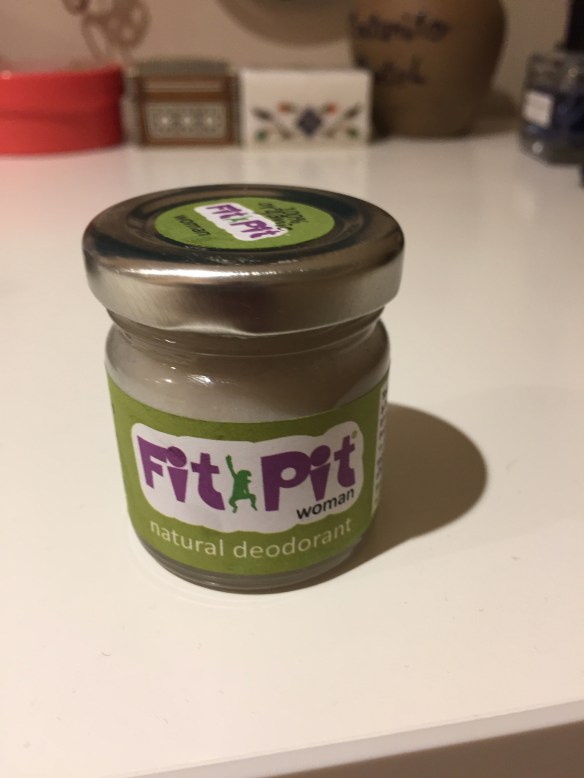 Fit Pit
woman
Fit Pit®
woman
natural deodorant